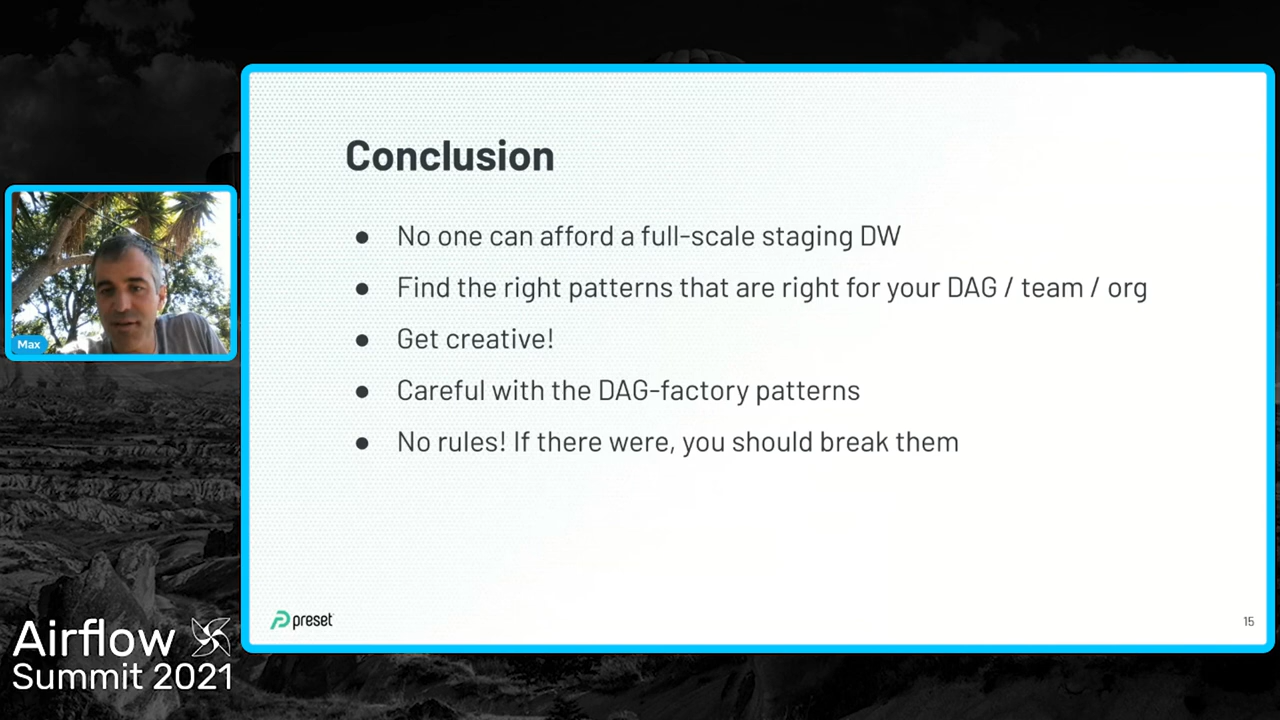 Conclusion
● No one can afford a full-scale staging DW
● Find the right patterns that are right for your DAG / team / org
● Get creative!
● Careful with the DAG-factory patterns
● No rules! If there were, you should break them
Max
preset
15
Airflow
Summit 2021